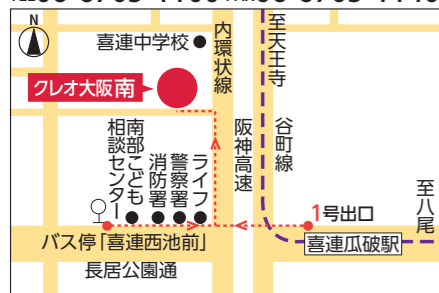 N
喜連中学校
内環状線
至天王寺
クレオ大阪南
阪神高速
谷町線
南部こども
相談センター
消防署
警察署
ライフ
1号出口
至八尾
バス停「喜連西池前」
喜連瓜破駅
長居公園通